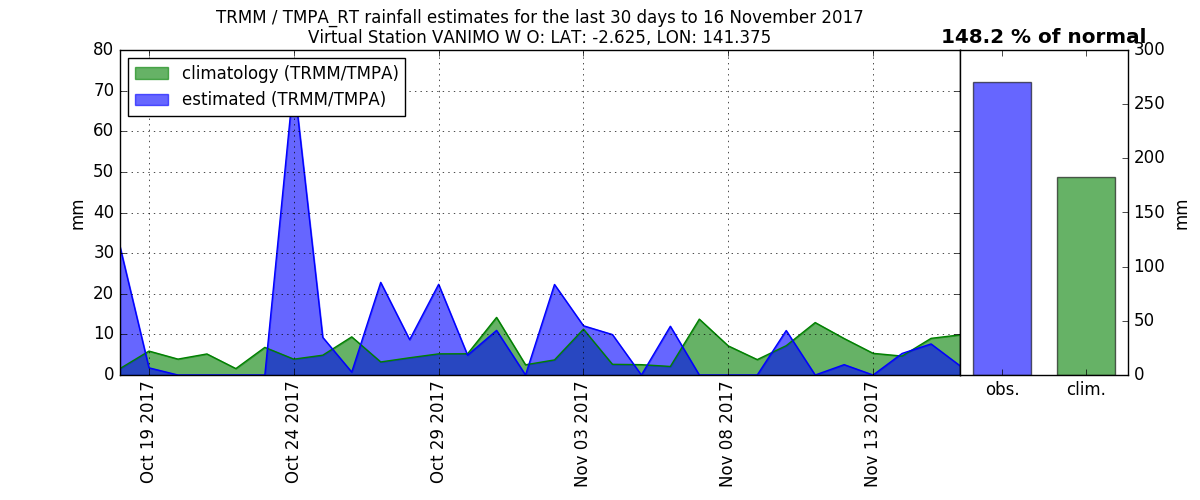 TRMM / TMPA_RT rainfall estimates for the last 30 days to 16 November 2017
Virtual Station VANIMO W O: LAT: -2.625, LON: 141.375
148.2 % of normal
climatology (TRMM/TMPA)
estimated (TRMM/TMPA)
80
70
60
50
40
30
20
10
0
mm
Oct 19 2017
Oct 24 2017
Oct 29 2017
Nov 03 2017
Nov 08 2017
Nov 13 2017
obs.
clim.
300
250
200
150
100
50
0
mm